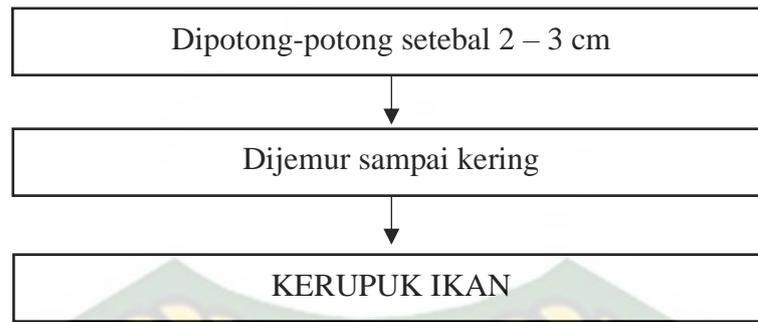 Dipotong-potong setebal 2 – 3 cm
Dijemur sampai kering
KERUPUK IKAN